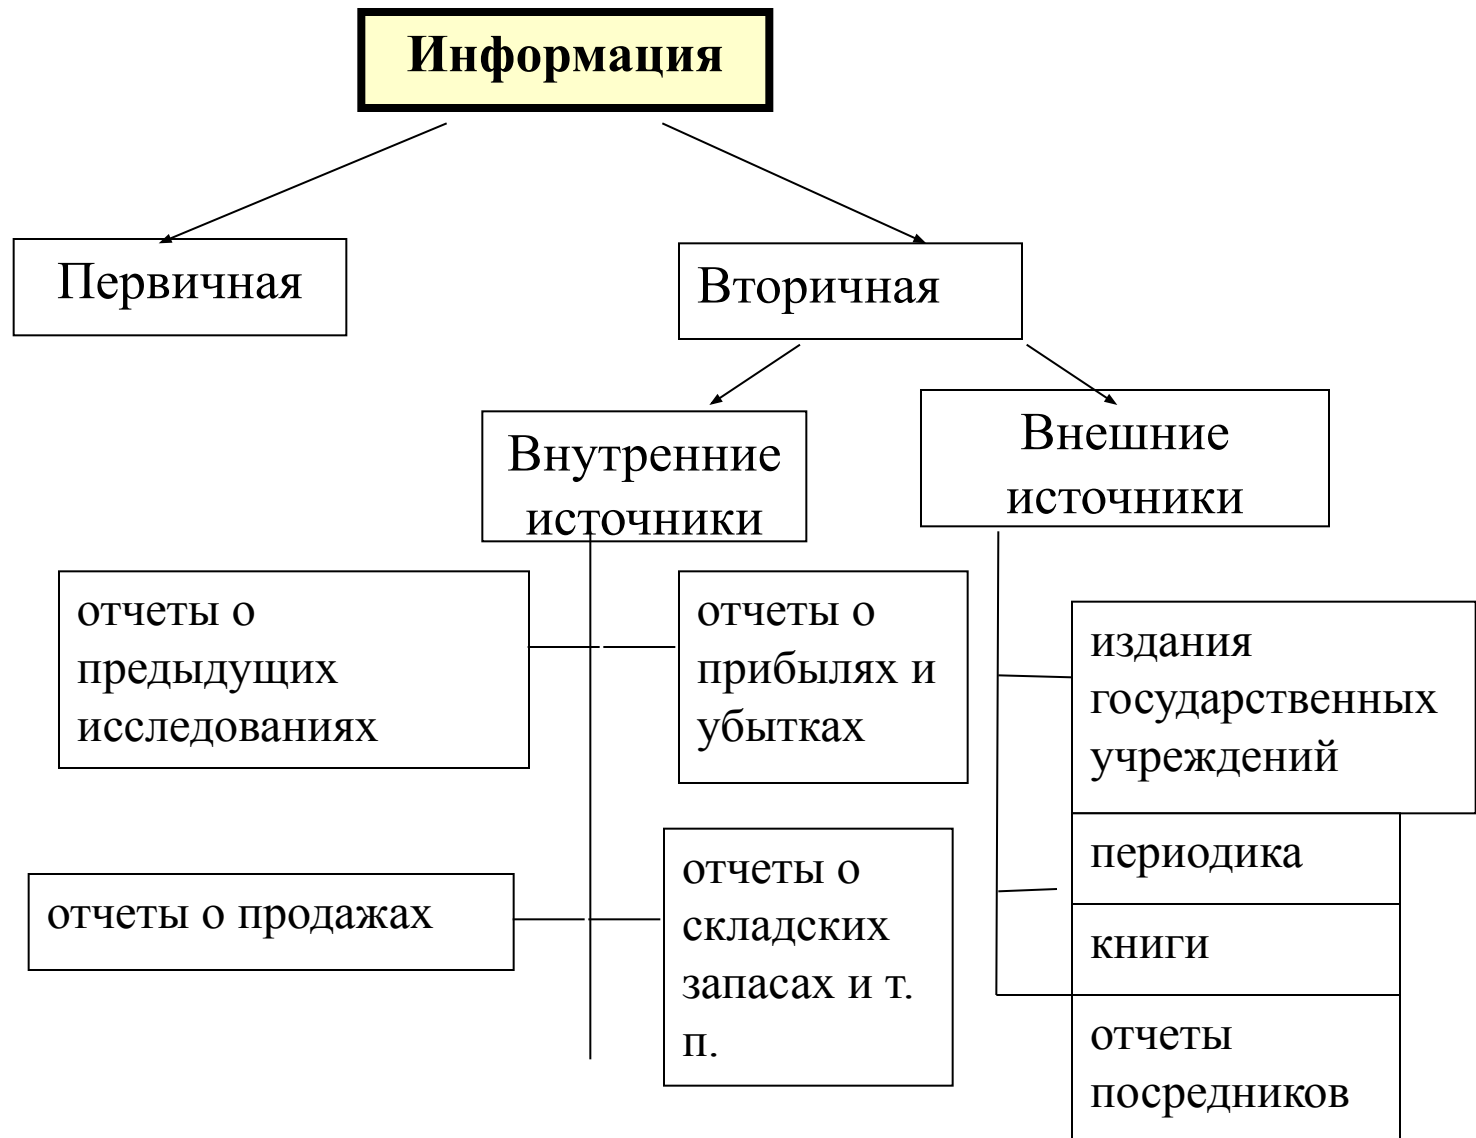 Информация
Первичная
Вторичная
Внутренние
источники
Внешние
источники
отчеты о
предыдущих
исследованиях
отчеты о
прибылях и
убытках
издания
государственных
учреждений
периодика
отчеты о продажах
отчеты о
складских
запасах и т.
п.
книги
отчеты
посредников